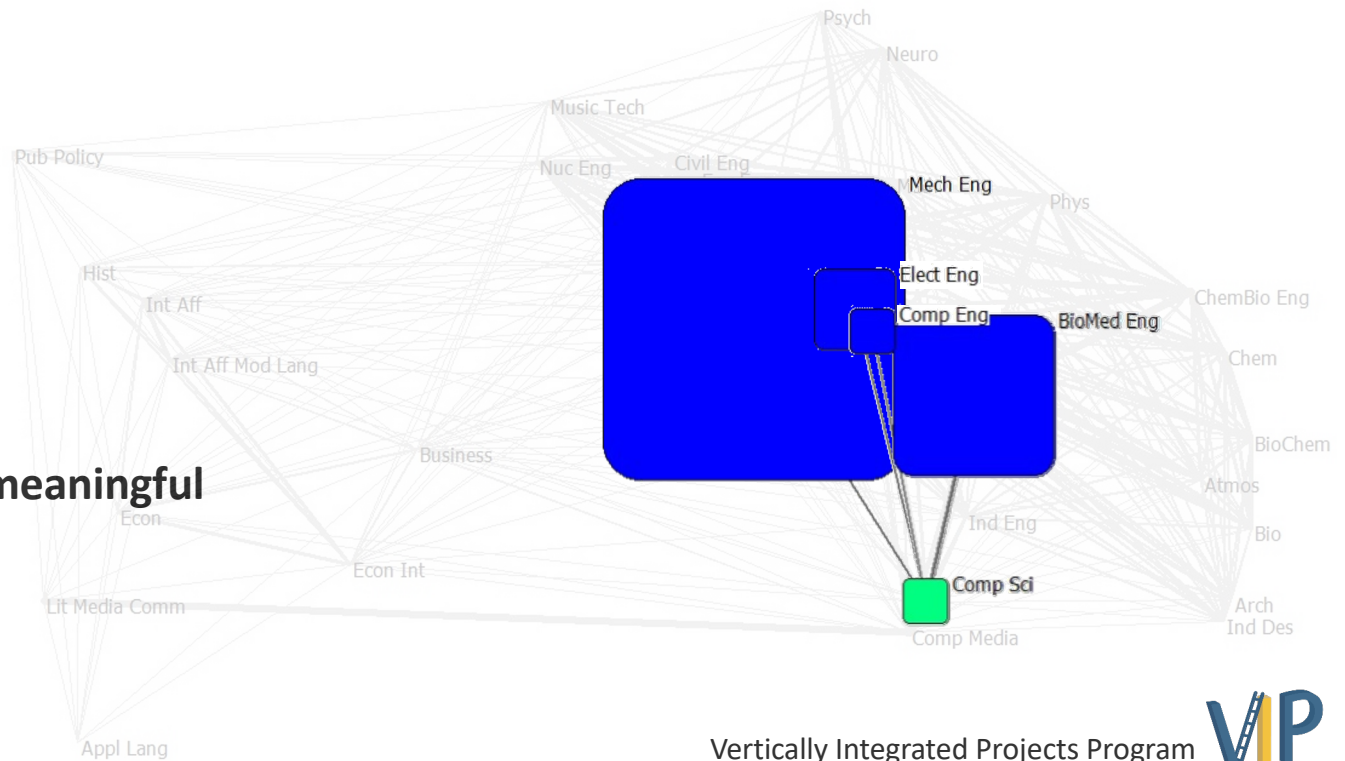 Psych
Neuro
Music Tech
Pub Policy
Nuc Eng
Civil Eng
Mech Eng
Phys
Hist
Elect Eng
Int Aff
ChemBio Eng
Comp Eng
BioMed Eng
Int Aff Mod Lang
Chem
Business
BioChem
meaningful
Atmos
Econ
Ind Eng
Bio
Econ Int
Comp Sci
Lit Media Comm
Arch
Ind Des
Comp Media
Appl Lang
Vertically Integrated Projects Program
VIP